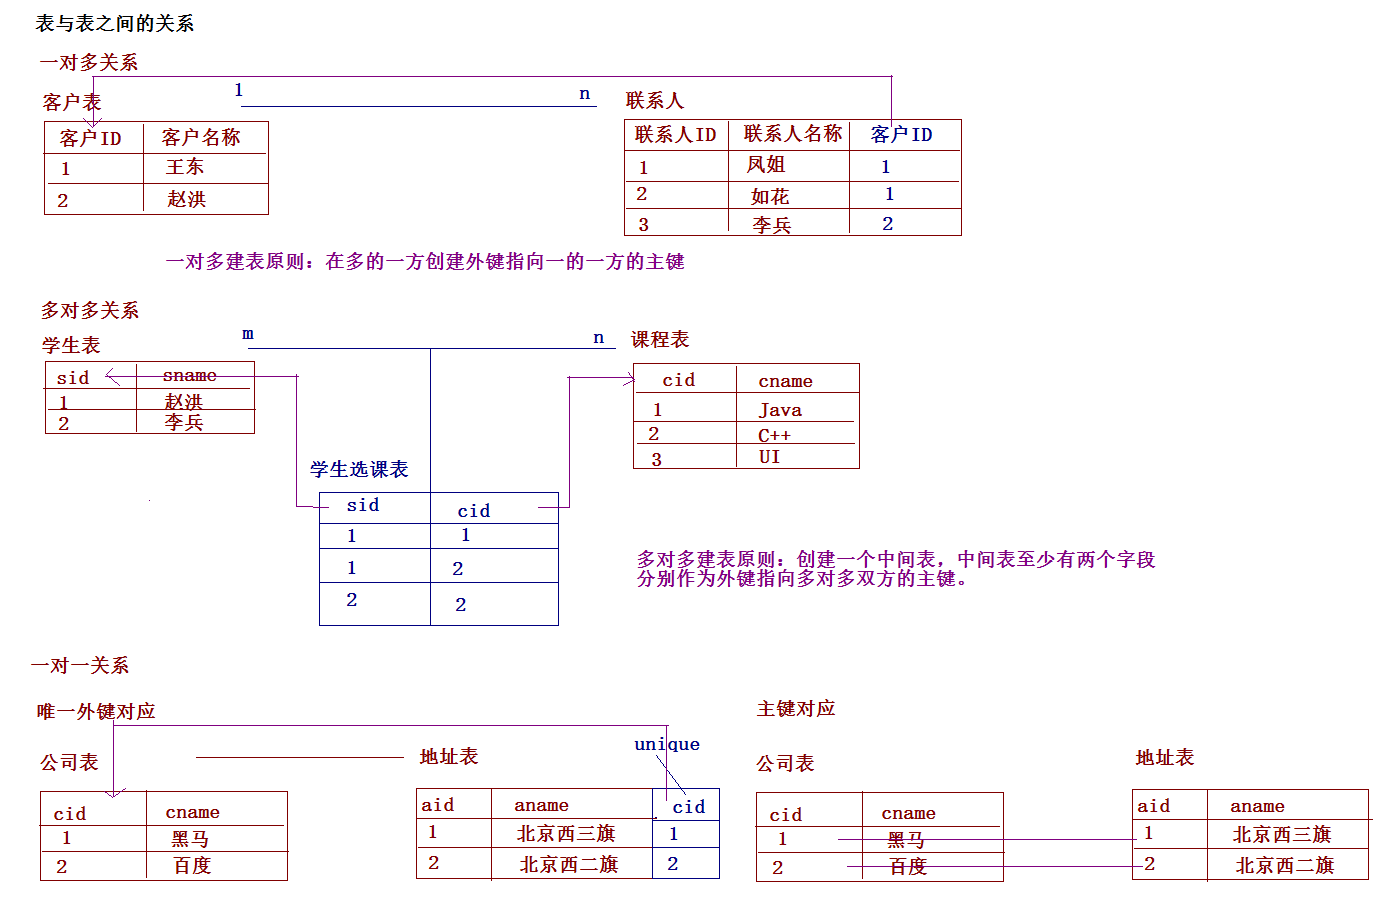 表与表之间的关系
一对多关系
1 n
客户表 联系人
客户ID 客户名称
1 王东
2 赵洪
联系人ID 联系人名称 客户ID
1 凤姐 1
2 如花 1
3 李兵 2
一对多建表原则：在多的一方创建外键指向一的一方的主键
多对多关系
m n
学生表 课程表
sid sname
1 赵洪
2 李兵
cid cname
1 Java
2 C++
3 UI
学生选课表
sid cid
1 1
1 2
2 2
多对多建表原则：创建一个中间表，中间表至少有两个字段
分别作为外键指向多对多双方的主键。
一对一关系
唯一外键对应
公司表 地址表 unique
cid cname
1 黑马
2 百度
aid aname cid
1 北京西三旗 1
2 北京西二旗 2
主键对应
公司表 地址表
cid cname
1 黑马
2 百度
aid aname
1 北京西三旗
2 北京西二旗